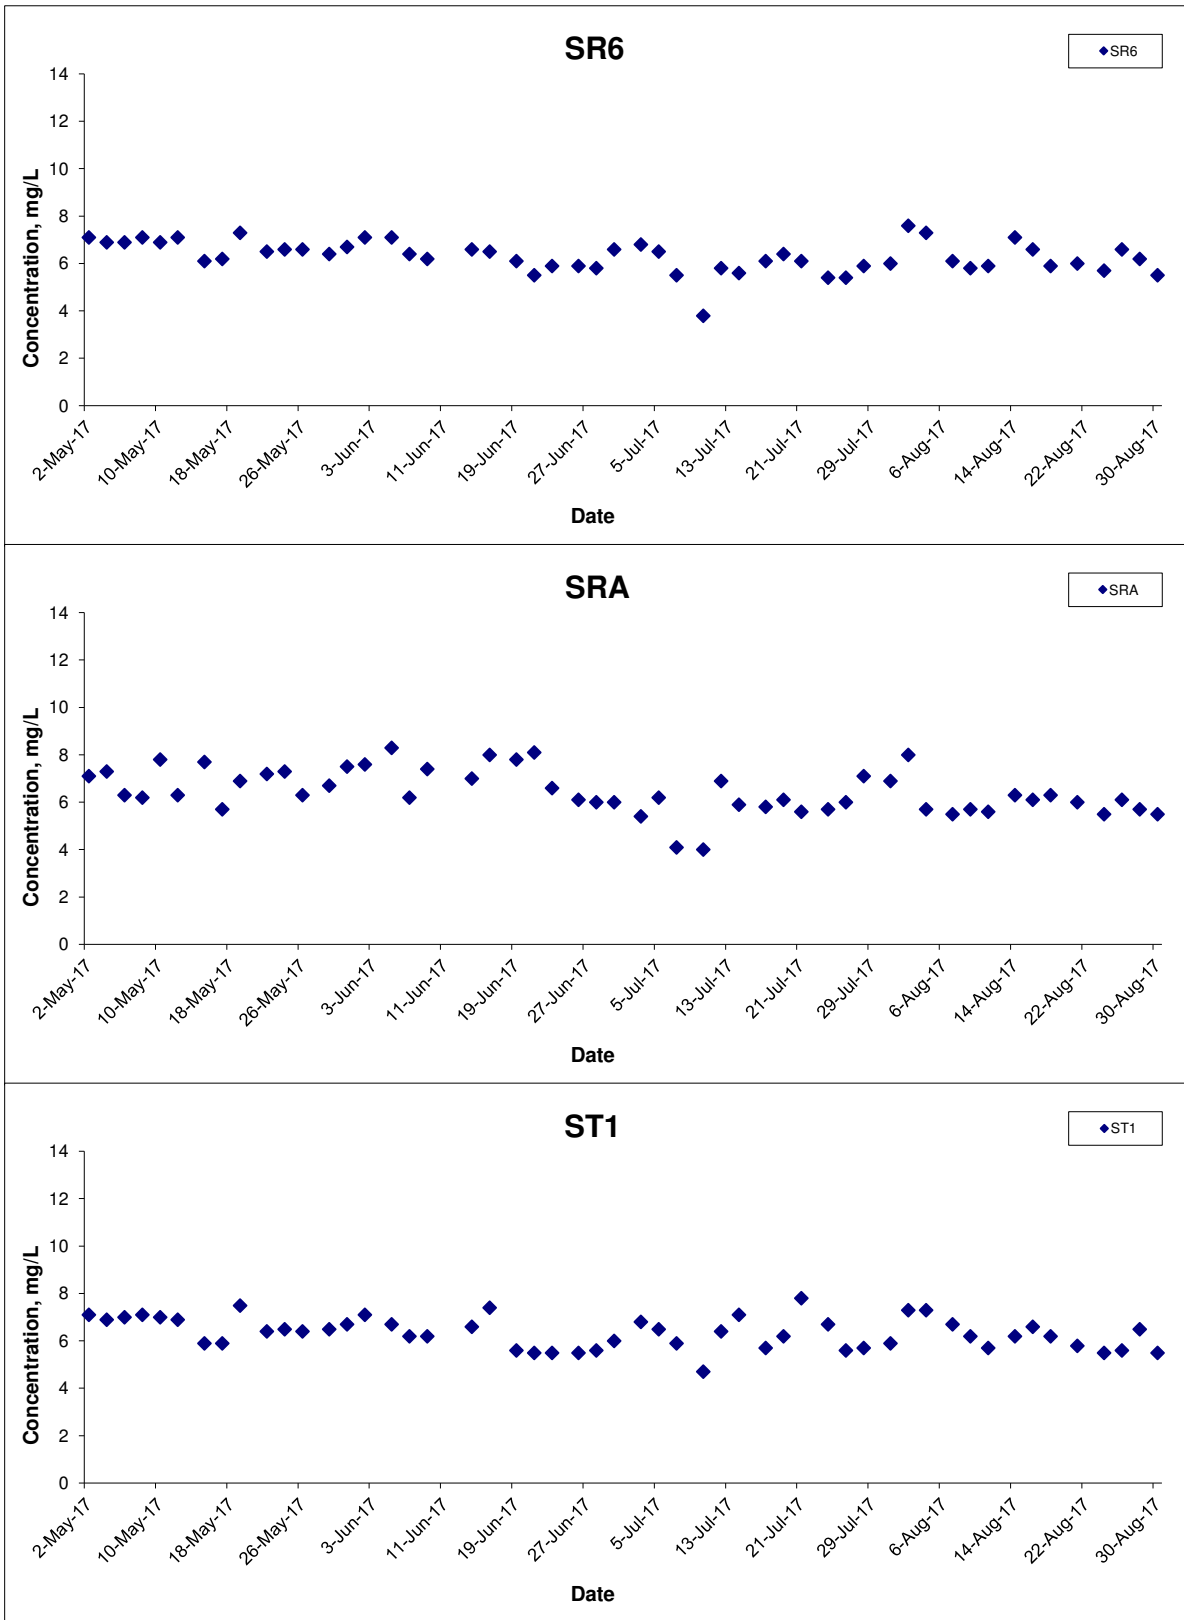 SR6
SR6
14
12
10
8
6
4
2
0
Concentration, mg/L
2-May-17
10-May-17
18-May-17
26-May-17
3-Jun-17
11-Jun-17
19-Jun-17
27-Jun-17
5-Jul-17
13-Jul-17
21-Jul-17
29-Jul-17
6-Aug-17
14-Aug-17
22-Aug-17
30-Aug-17
Date
SRA
SRA
14
12
10
8
6
4
2
0
Concentration, mg/L
2-May-17
10-May-17
18-May-17
26-May-17
3-Jun-17
11-Jun-17
19-Jun-17
27-Jun-17
5-Jul-17
13-Jul-17
21-Jul-17
29-Jul-17
6-Aug-17
14-Aug-17
22-Aug-17
30-Aug-17
Date
ST1
ST1
14
12
10
8
6
4
2
0
Concentration, mg/L
2-May-17
10-May-17
18-May-17
26-May-17
3-Jun-17
11-Jun-17
19-Jun-17
27-Jun-17
5-Jul-17
13-Jul-17
21-Jul-17
29-Jul-17
6-Aug-17
14-Aug-17
22-Aug-17
30-Aug-17
Date